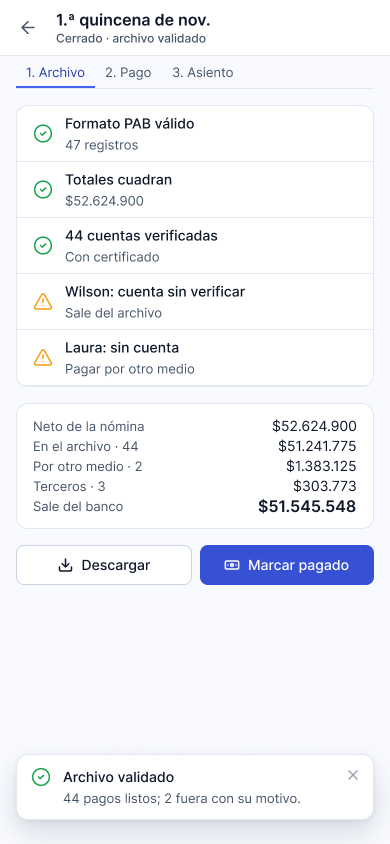 1.ª quincena de nov.
Cerrado · archivo validado
1. Archivo 2. Pago 3. Asiento
Formato PAB válido
47 registros
Totales cuadran
$52.624.900
44 cuentas verificadas
Con certificado
Wilson: cuenta sin verificar
Sale del archivo
Laura: sin cuenta
Pagar por otro medio
Neto de la nómina $52.624.900
En el archivo · 44 $51.241.775
Por otro medio · 2 $1.383.125
Terceros · 3 $303.773
Sale del banco $51.545.548
Descargar Marcar pagado
Archivo validado
44 pagos listos; 2 fuera con su motivo.